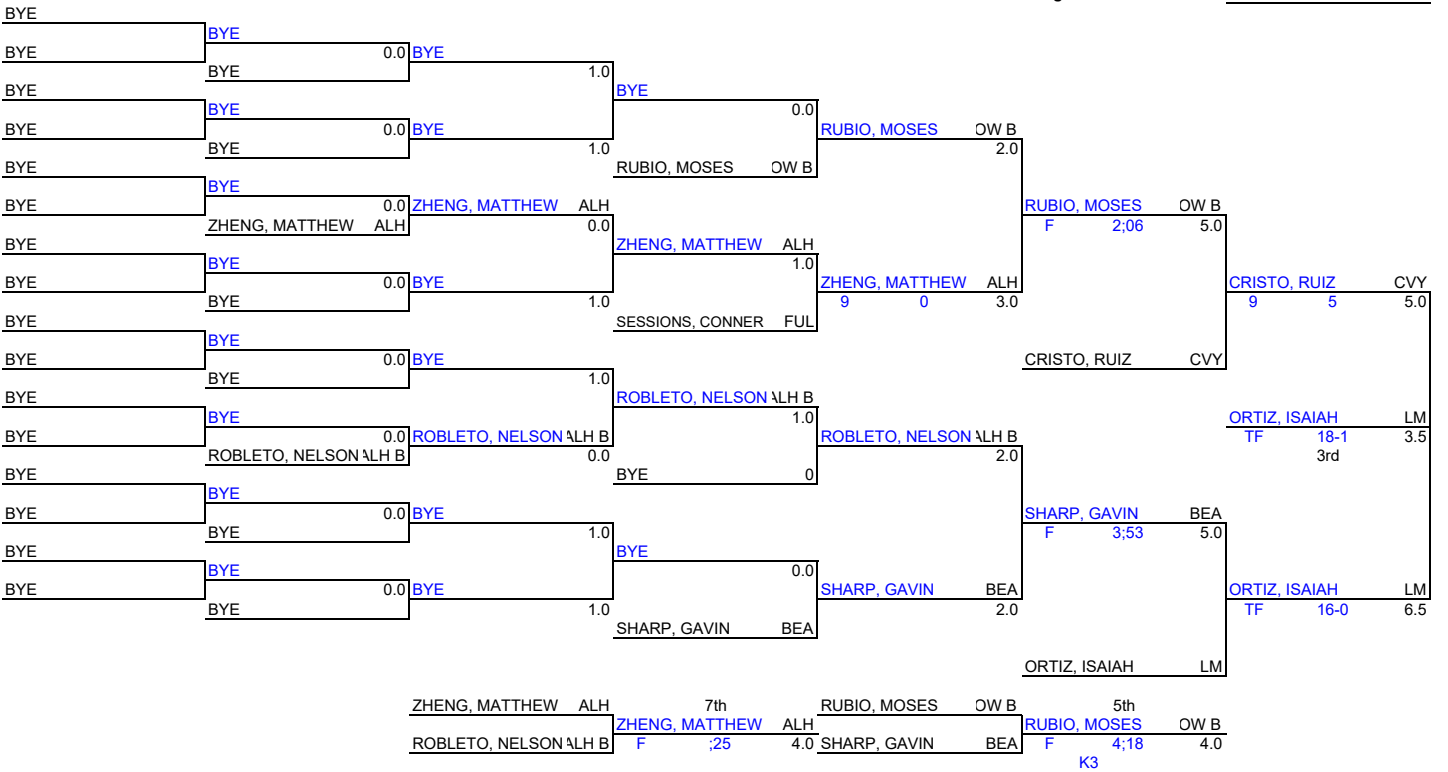 BYE
BYE
BYE 0.0 BYE
BYE 1.0
BYE BYE
BYE 0.0
BYE 0.0 BYE RUBIO, MOSES OW B
BYE 1.0 2.0
BYE RUBIO, MOSES OW B
BYE
BYE 0.0 ZHENG, MATTHEW ALH RUBIO, MOSES OW B
ZHENG, MATTHEW ALH 0.0 F 2;06 5.0
BYE ZHENG, MATTHEW ALH
BYE 1.0
BYE 0.0 BYE ZHENG, MATTHEW ALH CRISTO, RUIZ CVY
BYE 1.0 9 0 3.0 9 5 5.0
BYE SESSIONS, CONNER FUL
BYE
BYE 0.0 BYE CRISTO, RUIZ CVY
BYE 1.0
BYE ROBLETO, NELSON ALH B
BYE 1.0 ORTIZ, ISAIAH LM
BYE 0.0 ROBLETO, NELSON ALH B ROBLETO, NELSON ALH B TF 18-1 3.5
ROBLETO, NELSON ALH B 0.0 2.0 3rd
BYE BYE 0
BYE
BYE 0.0 BYE SHARP, GAVIN BEA
BYE 1.0 F 3;53 5.0
BYE BYE
BYE 0.0
BYE 0.0 BYE SHARP, GAVIN BEA ORTIZ, ISAIAH LM
BYE 1.0 2.0 TF 16-0 6.5
SHARP, GAVIN BEA
ORTIZ, ISAIAH LM
ZHENG, MATTHEW ALH 7th RUBIO, MOSES OW B 5th
ZHENG, MATTHEW ALH RUBIO, MOSES OW B
ROBLETO, NELSON ALH B F ;25 4.0 SHARP, GAVIN BEA F 4;18 4.0
K3